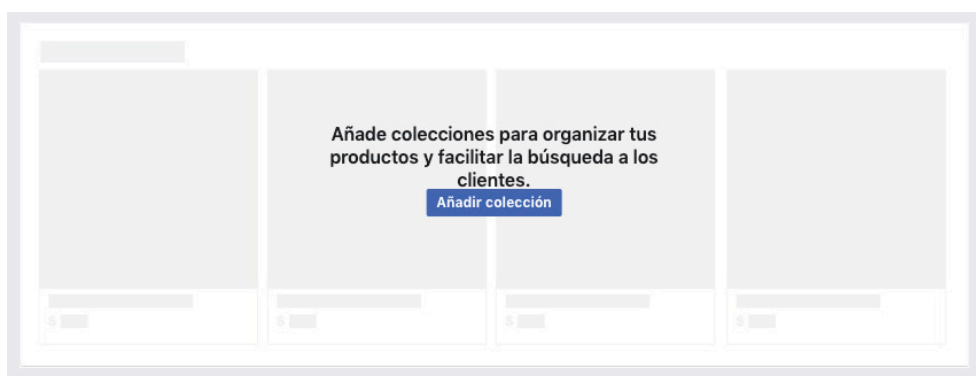 Añade colecciones para organizar tus
productos y facilitar la búsqueda a los
clientes.
Añadir colección
$
$
$
$